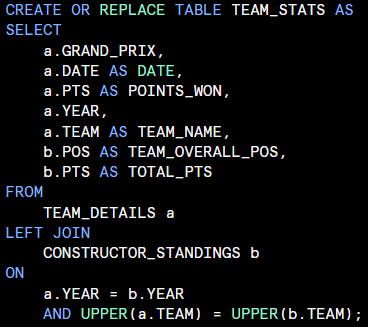 CREATE OR REPLACE TABLE TEAM_STATS AS
SELECT
    a.GRAND_PRIX,
    a.DATE AS DATE,
    a.PTS AS POINTS_WON,
    a.YEAR,
    a.TEAM AS TEAM_NAME,
    b.POS AS TEAM_OVERALL_POS,
    b.PTS AS TOTAL_PTS
FROM
    TEAM_DETAILS a
LEFT JOIN
    CONSTRUCTOR_STANDINGS b
ON
    a.YEAR = b.YEAR
    AND UPPER(a.TEAM) = UPPER(b.TEAM);